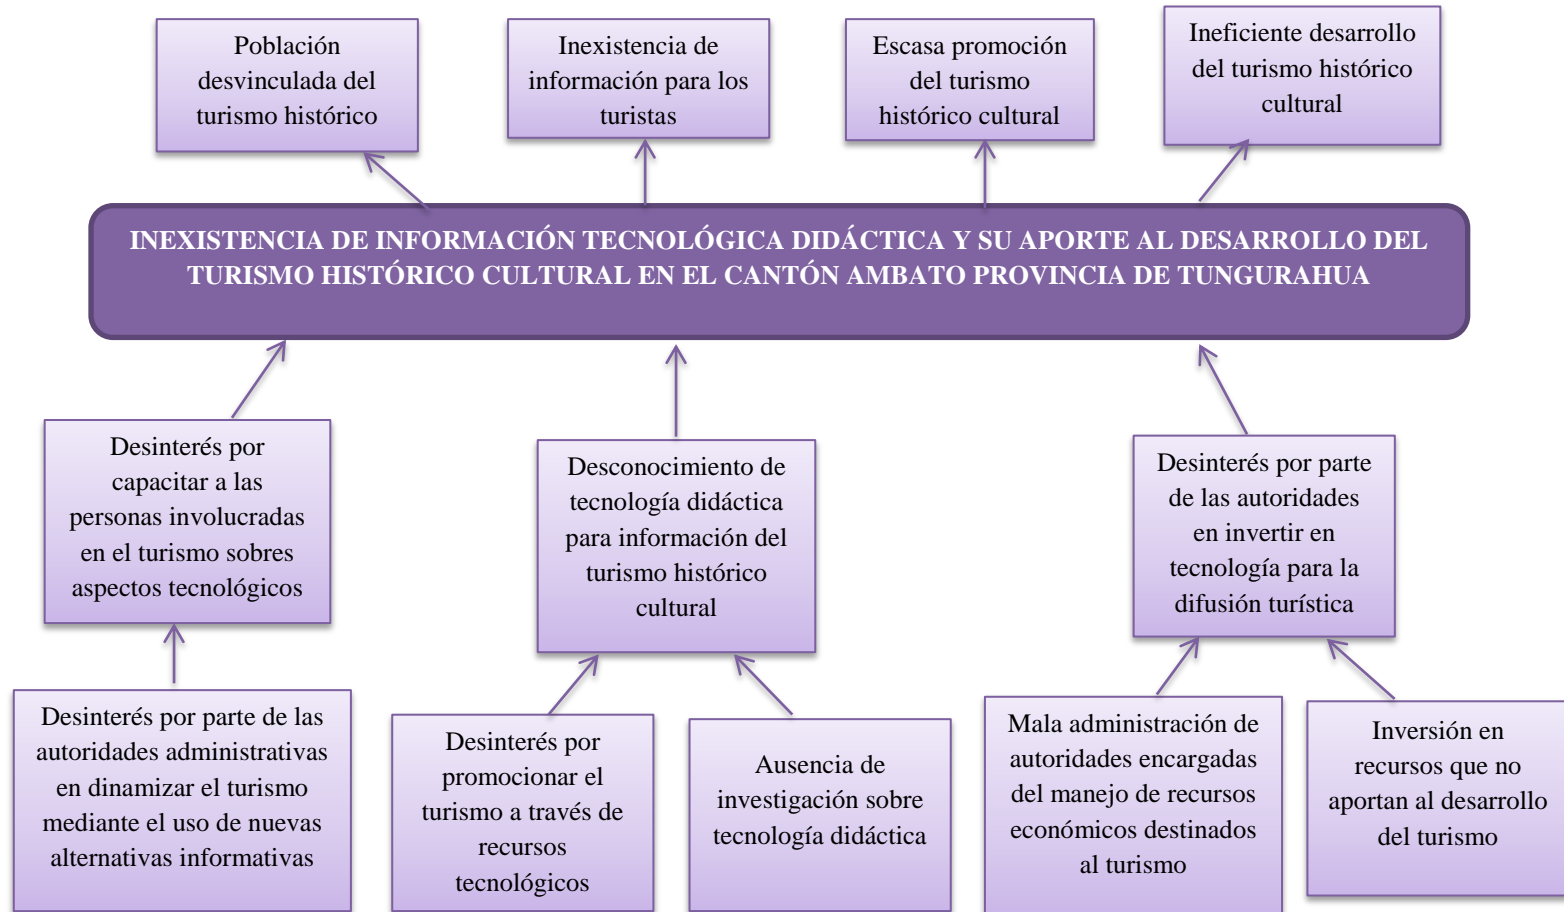 Población
desvinculada del
turismo histórico
Inexistencia de
información para los
turistas
Escasa promoción
del turismo
histórico cultural
Ineficiente desarrollo
del turismo histórico
cultural
INEXISTENCIA DE INFORMACIÓN TECNOLÓGICA DIDÁCTICA Y SU APORTE AL DESARROLLO DEL
TURISMO HISTÓRICO CULTURAL EN EL CANTÓN AMBATO PROVINCIA DE TUNGURAHUA
Desinterés por
capacitar a las
personas involucradas
en el turismo sobres
aspectos tecnológicos
Desconocimiento de
tecnología didáctica
para información del
turismo histórico
cultural
Desinterés por parte
de las autoridades
en invertir en
tecnología para la
difusión turística
Desinterés por parte de las
autoridades administrativas
en dinamizar el turismo
mediante el uso de nuevas
alternativas informativas
Desinterés por
promocionar el
turismo a través de
recursos
tecnológicos
Ausencia de
investigación sobre
tecnología didáctica
Mala administración de
autoridades encargadas
del manejo de recursos
económicos destinados
al turismo
Inversión en
recursos que no
aportan al desarrollo
del turismo